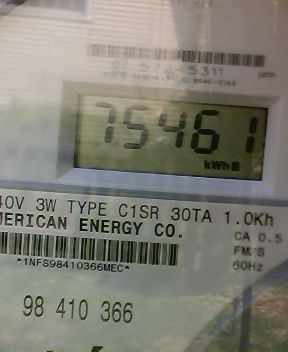 5311
75461
kWh
40V 3W TYPE C1SR 30TA 1.0Kh
MERICAN ENERGY CO.
CA 0.5
FM2S
60Hz
*1NFS98410366MEC*
98 410 366